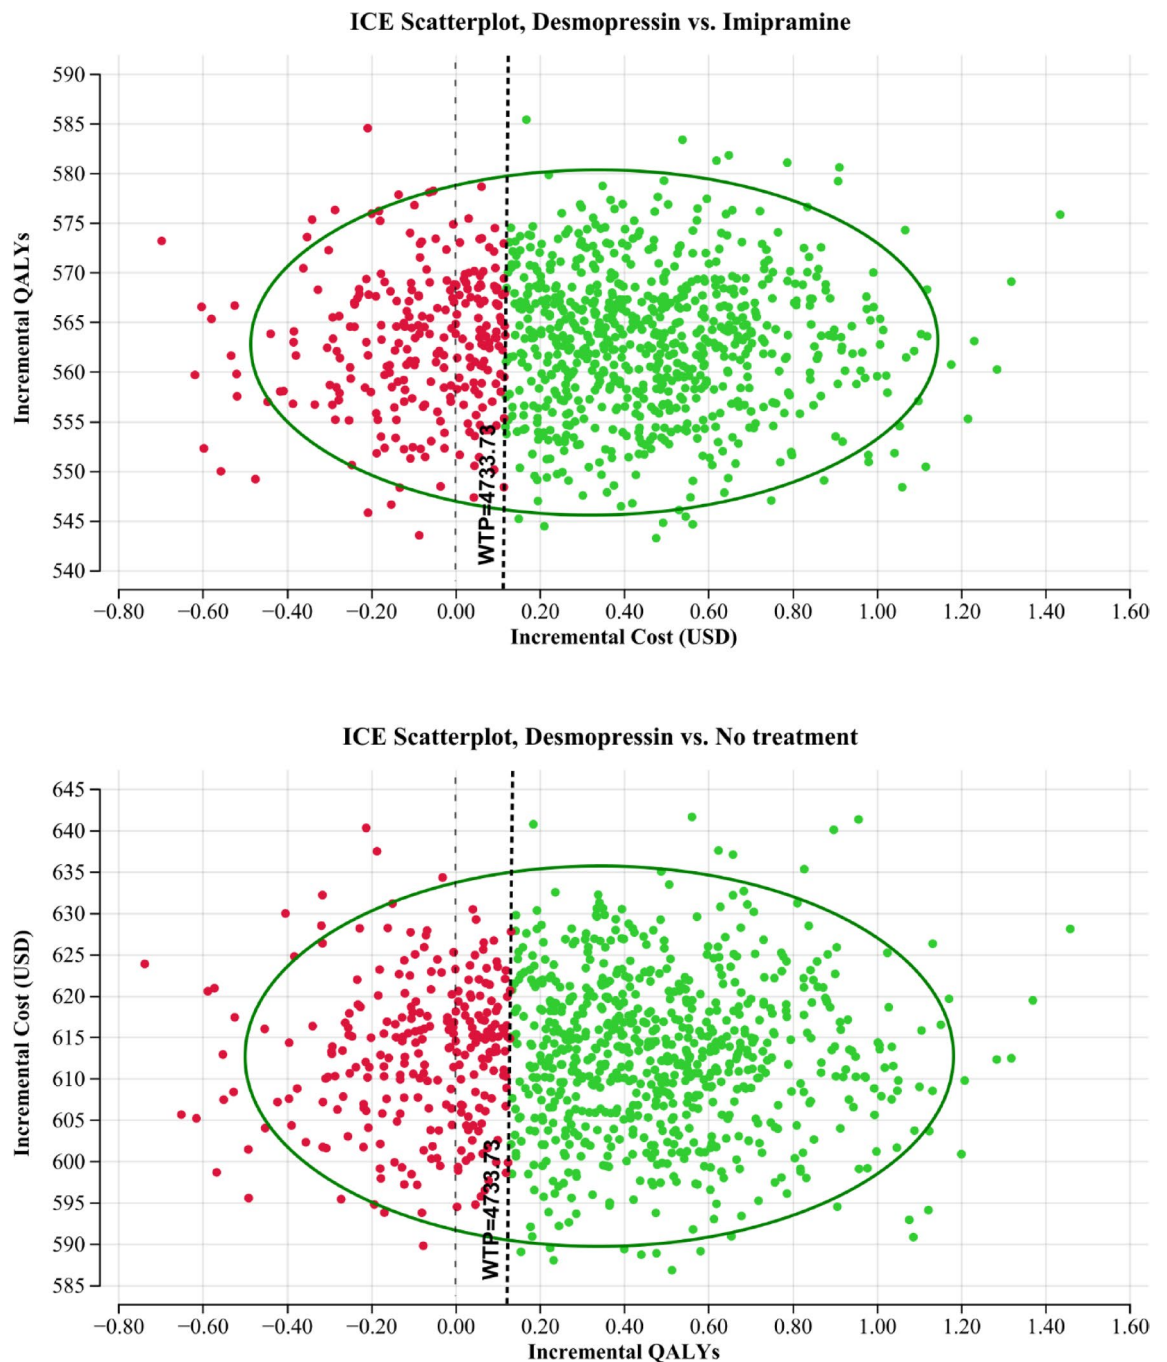 ICE Scatterplot, Desmopressin vs. Imipramine
590
585
580
575
570
565
560
555
550
545
540
Incremental QALYs
WTP=4733.73
−0.80 −0.60 −0.40 −0.20 0.00 0.20 0.40 0.60 0.80 1.00 1.20 1.40 1.60
Incremental Cost (USD)
ICE Scatterplot, Desmopressin vs. No treatment
645
640
635
630
625
620
615
610
605
600
595
590
585
Incremental Cost (USD)
WTP=4733.73
−0.80 −0.60 −0.40 −0.20 0.00 0.20 0.40 0.60 0.80 1.00 1.20 1.40 1.60
Incremental QALYs